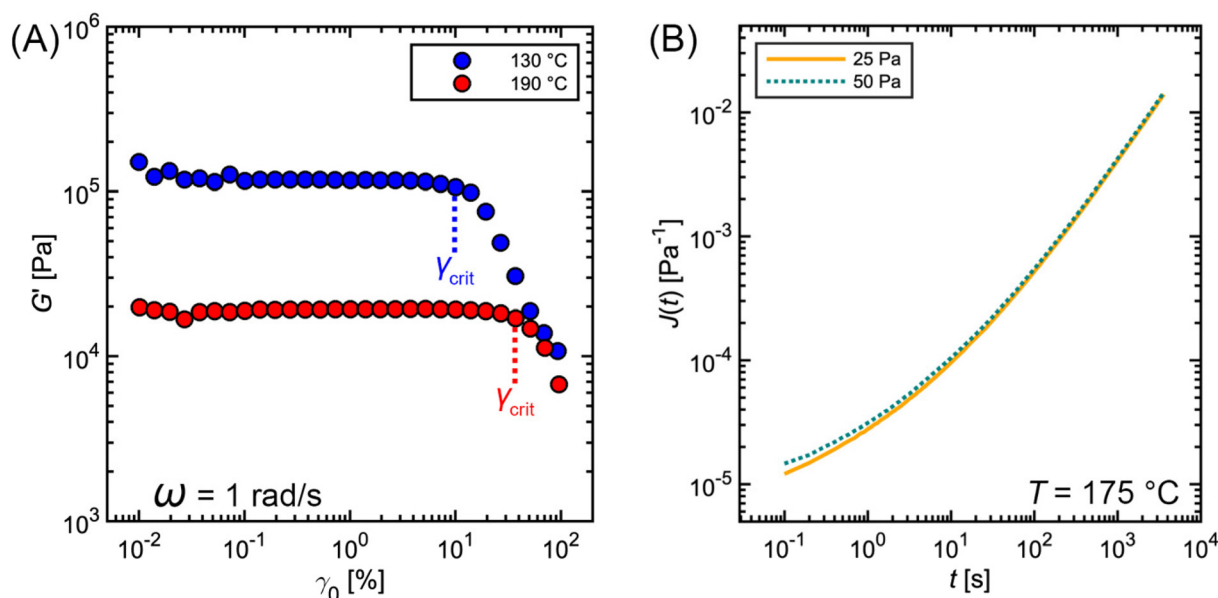 (A)
10^6
10^5
10^4
10^3
G' [Pa]
130 °C
190 °C
γcrit
γcrit
ω = 1 rad/s
10^-2
10^-1
10^0
10^1
10^2
γ0 [%]
(B)
25 Pa
50 Pa
10^-2
10^-3
10^-4
10^-5
J(t) [Pa^-1]
T = 175 °C
10^-1
10^0
10^1
10^2
10^3
10^4
t [s]